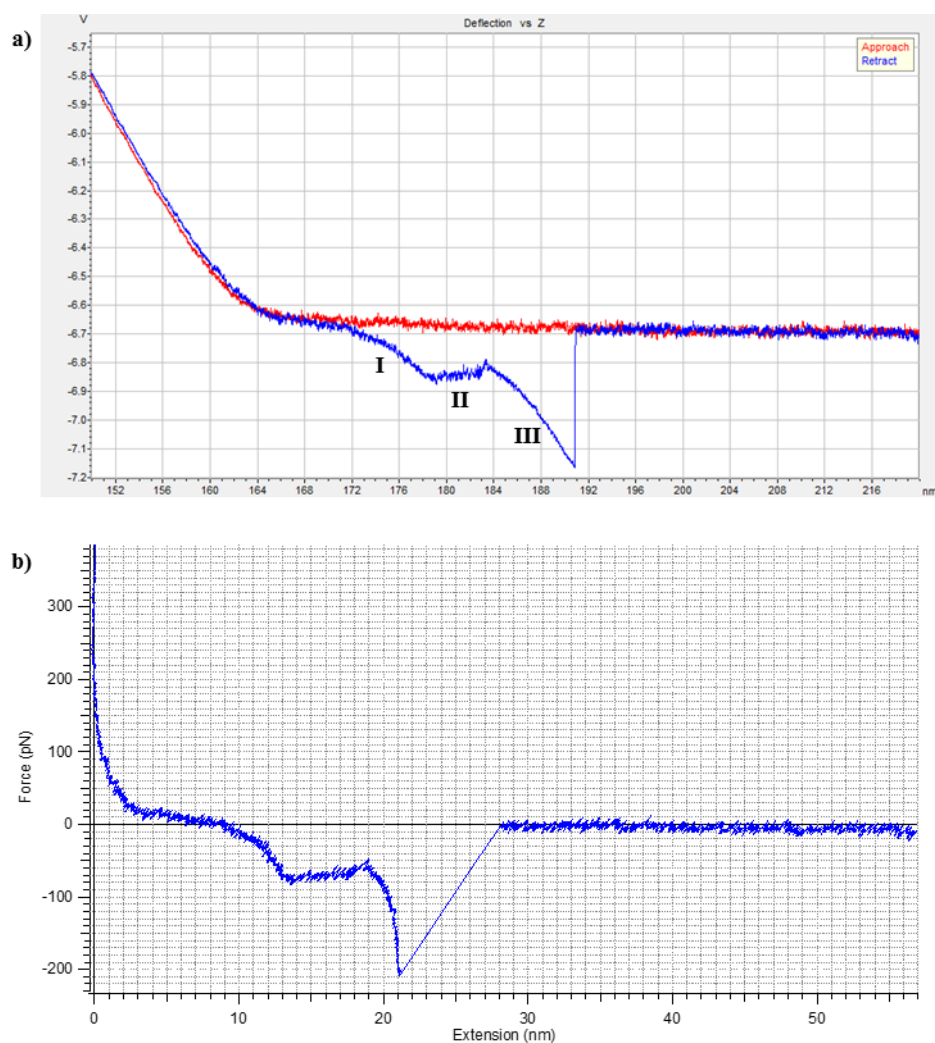 a)
V
Deflection vs Z
Approach
Retract
-5.7
-5.8
-5.9
-6.0
-6.1
-6.2
-6.3
-6.4
-6.5
-6.6
-6.7
-6.8
-6.9
-7.0
-7.1
-7.2
I
II
III
152 156 160 164 168 172 176 180 184 188 192 196 200 204 208 212 216 nm
b)
Force (pN)
300
200
100
0
-100
-200
0 10 20 30 40 50
Extension (nm)